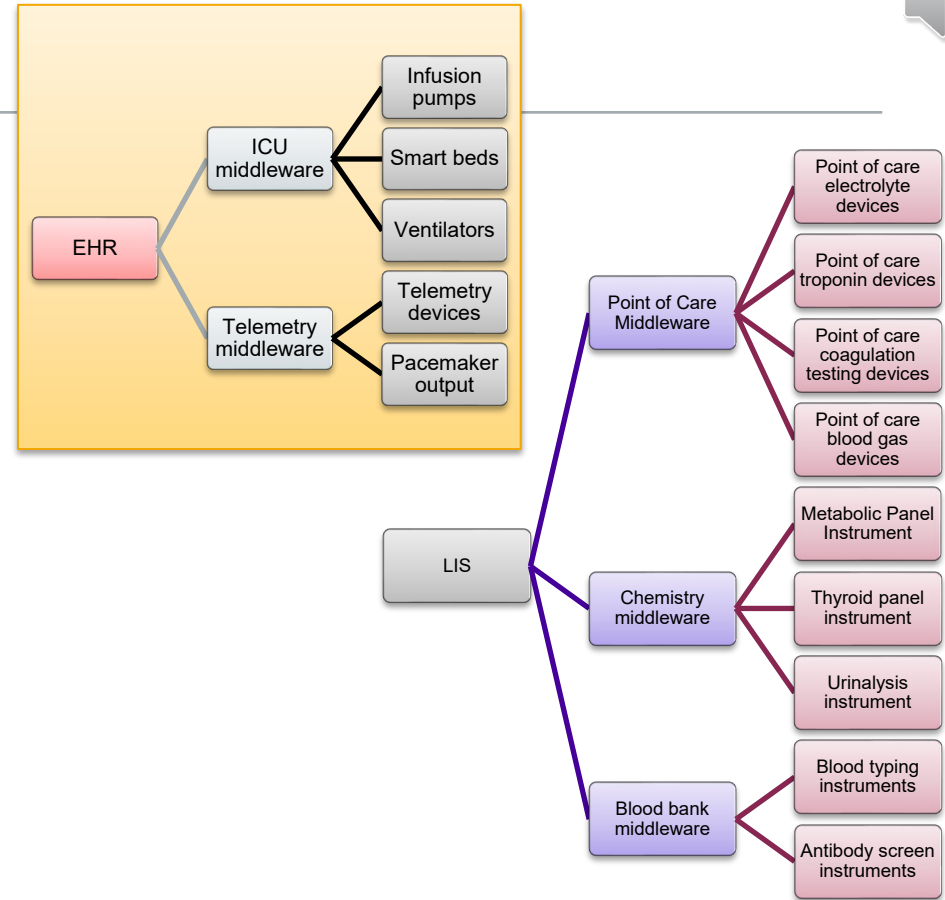 Infusion
pumps
ICU
middleware
Smart beds
Ventilators
EHR
Telemetry
devices
Telemetry
middleware
Pacemaker
output
Point of care
electrolyte
devices
Point of care
troponin devices
Point of Care
Middleware
Point of care
coagulation
testing devices
Point of care
blood gas
devices
Metabolic Panel
Instrument
LIS
Chemistry
middleware
Thyroid panel
instrument
Urinalysis
instrument
Blood typing
instruments
Blood bank
middleware
Antibody screen
instruments